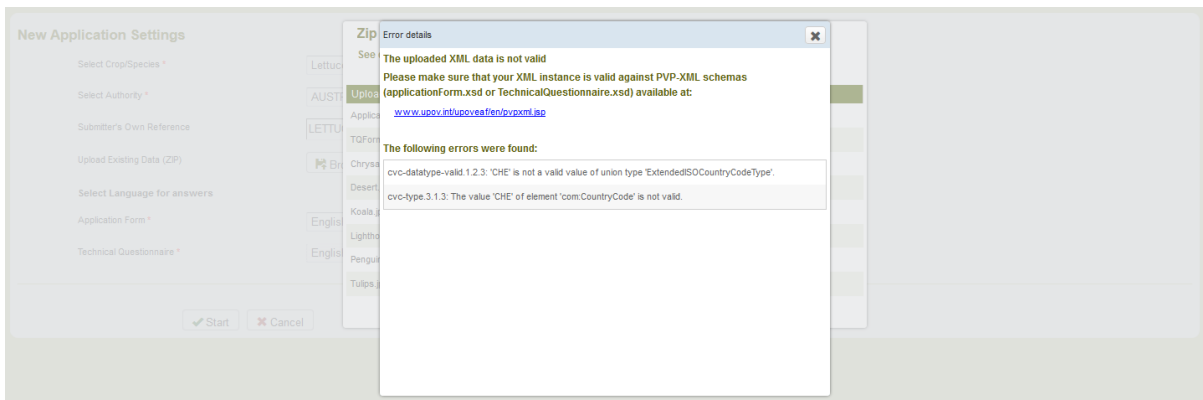 New Application Settings
Select Crop/Species *
Lettuc
Select Authority *
AUSTR
Submitter's Own Reference
LETTU
Upload Existing Data (ZIP)
Select Language for answers
Application Form *
English
Technical Questionnaire *
English
Start
Cancel
Zip
See
Uploa
Applica
TQForm
Chrysa
Desert.
Koala.j
Lightho
Penguin
Tulips.j
Error details
The uploaded XML data is not valid
Please make sure that your XML instance is valid against PVP-XML schemas
(applicationForm.xsd or TechnicalQuestionnaire.xsd) available at:
www.upov.int/upoveaf/en/pvpxml.jsp
The following errors were found:
cvc-datatype-valid.1.2.3: 'CHE' is not a valid value of union type 'ExtendedISOCountryCodeType'.
cvc-type.3.1.3: The value 'CHE' of element 'com:CountryCode' is not valid.